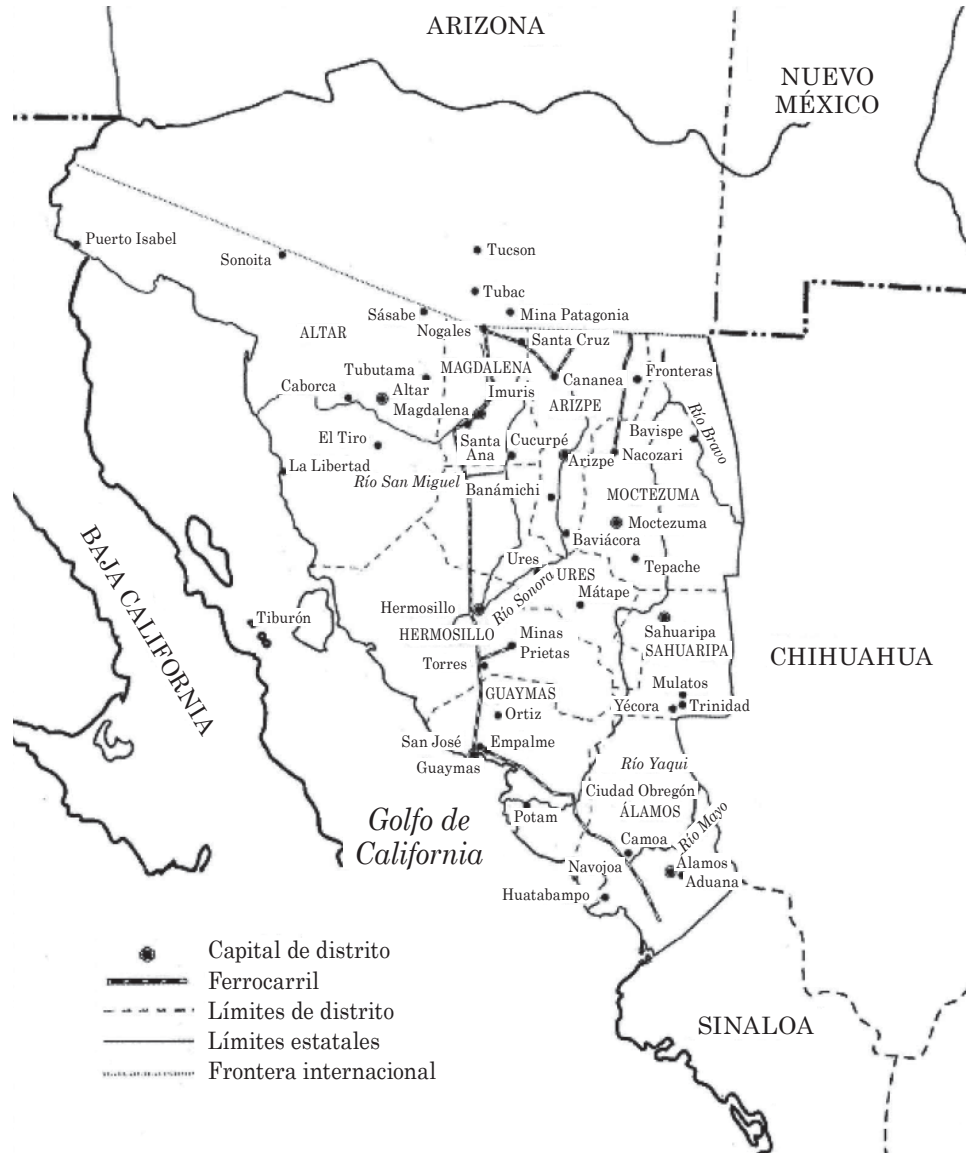 ARIZONA
NUEVO
MÉXICO
Puerto Isabel
Sonoita
Tucson
Tubac
Sásabe
Mina Patagonia
Nogales
Santa Cruz
ALTAR
Tubutama
MAGDALENA
Cananea
Fronteras
Caborca
Altar
Imuris
Magdalena
ARIZPE
El Tiro
Santa
Ana
Cucurpé
Arizpe
Nacozari
Bavispe
Río Bravo
La Libertad
Río San Miguel
Banámichi
MOCTEZUMA
Moctezuma
Baviácora
Tepache
BAJA CALIFORNIA
Ures
URES
Río Sonora
Mátape
Hermosillo
Tiburón
HERMOSILLO
Sahuaripa
SAHUARIPA
CHIHUAHUA
Minas
Prietas
Torres
GUAYMAS
Ortiz
Mulatos
Yécora
Trinidad
San José
Empalme
Guaymas
Río Yaqui
Ciudad Obregón
ÁLAMOS
Golfo de
California
Potam
Camoa
Río Mayo
Navojoa
Álamos
Aduana
Huatabampo
Capital de distrito
Ferrocarril
Límites de distrito
Límites estatales
Frontera internacional
SINALOA